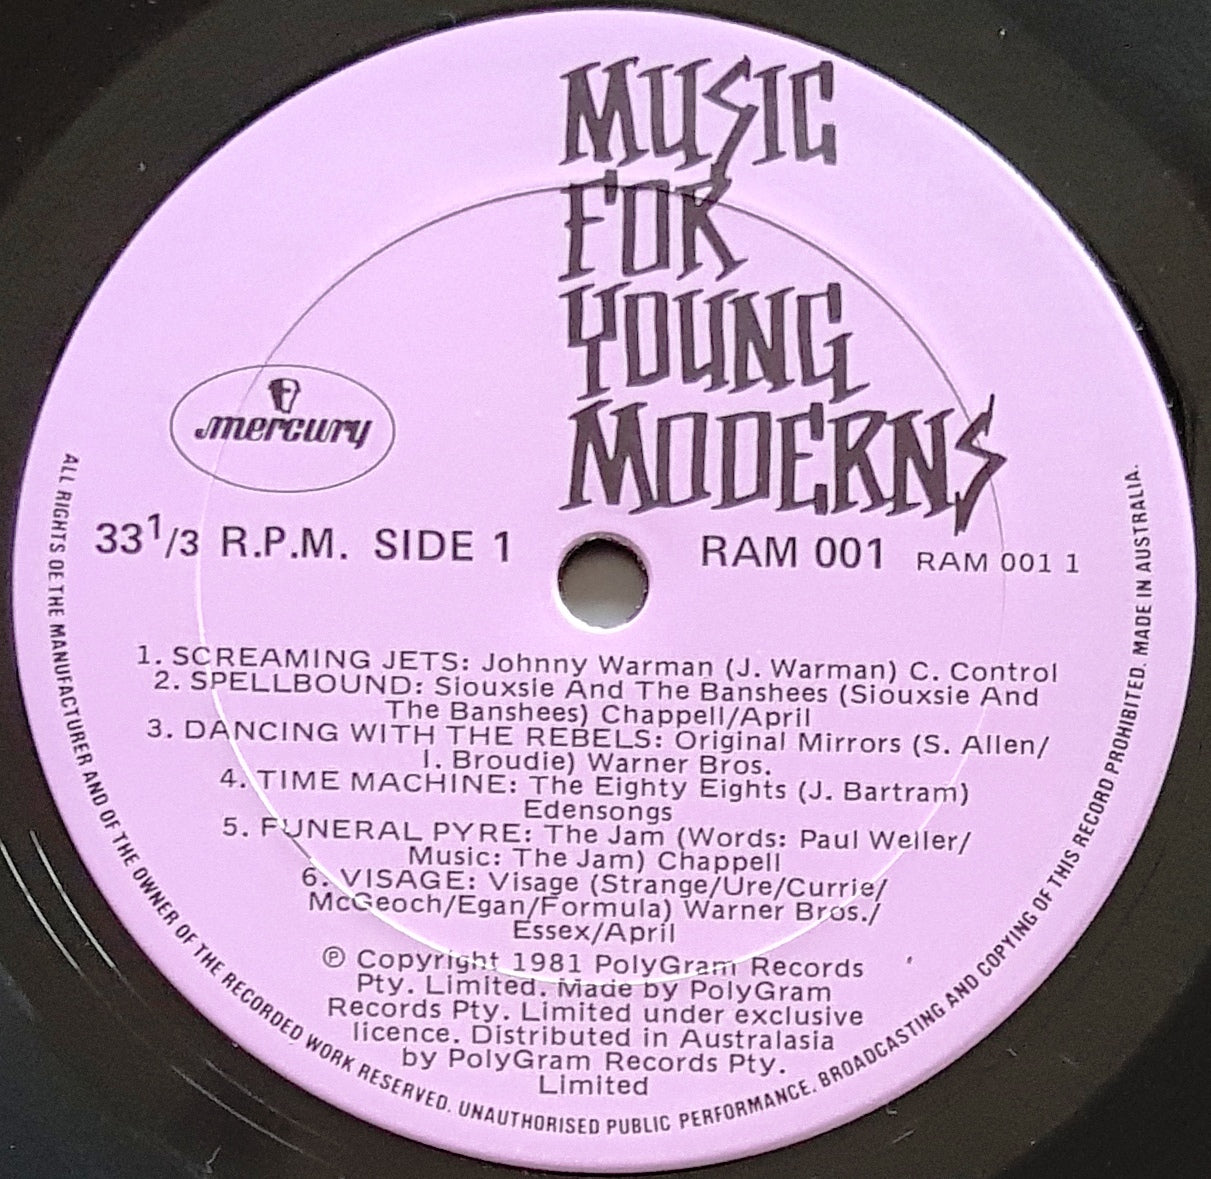 MUSIC
FOR
YOUNG
MODERNS
mercury
33 1/3 R.P.M. SIDE 1
RAM 001 RAM 001 1
1. SCREAMING JETS: Johnny Warman (J. Warman) C. Control
2. SPELLBOUND: Siouxsie And The Banshees (Siouxsie And
The Banshees) Chappell/April
3. DANCING WITH THE REBELS: Original Mirrors (S. Allen/
I. Broudie) Warner Bros.
4. TIME MACHINE: The Eighty Eights (J. Bartram)
Edensongs
5. FUNERAL PYRE: The Jam (Words: Paul Weller/
Music: The Jam) Chappell
6. VISAGE: Visage (Strange/Ure/Currie/
McGeoch/Egan/Formula) Warner Bros./
Essex/April
℗ Copyright 1981 PolyGram Records
Pty. Limited. Made by PolyGram
Records Pty. Limited under exclusive
licence. Distributed in Australasia
by PolyGram Records Pty.
Limited
ALL RIGHTS OF THE MANUFACTURER AND OF THE OWNER OF THE RECORDED WORK RESERVED. UNAUTHORISED PUBLIC PERFORMANCE. BROADCASTING AND COPYING OF THIS RECORD PROHIBITED. MADE IN AUSTRALIA.